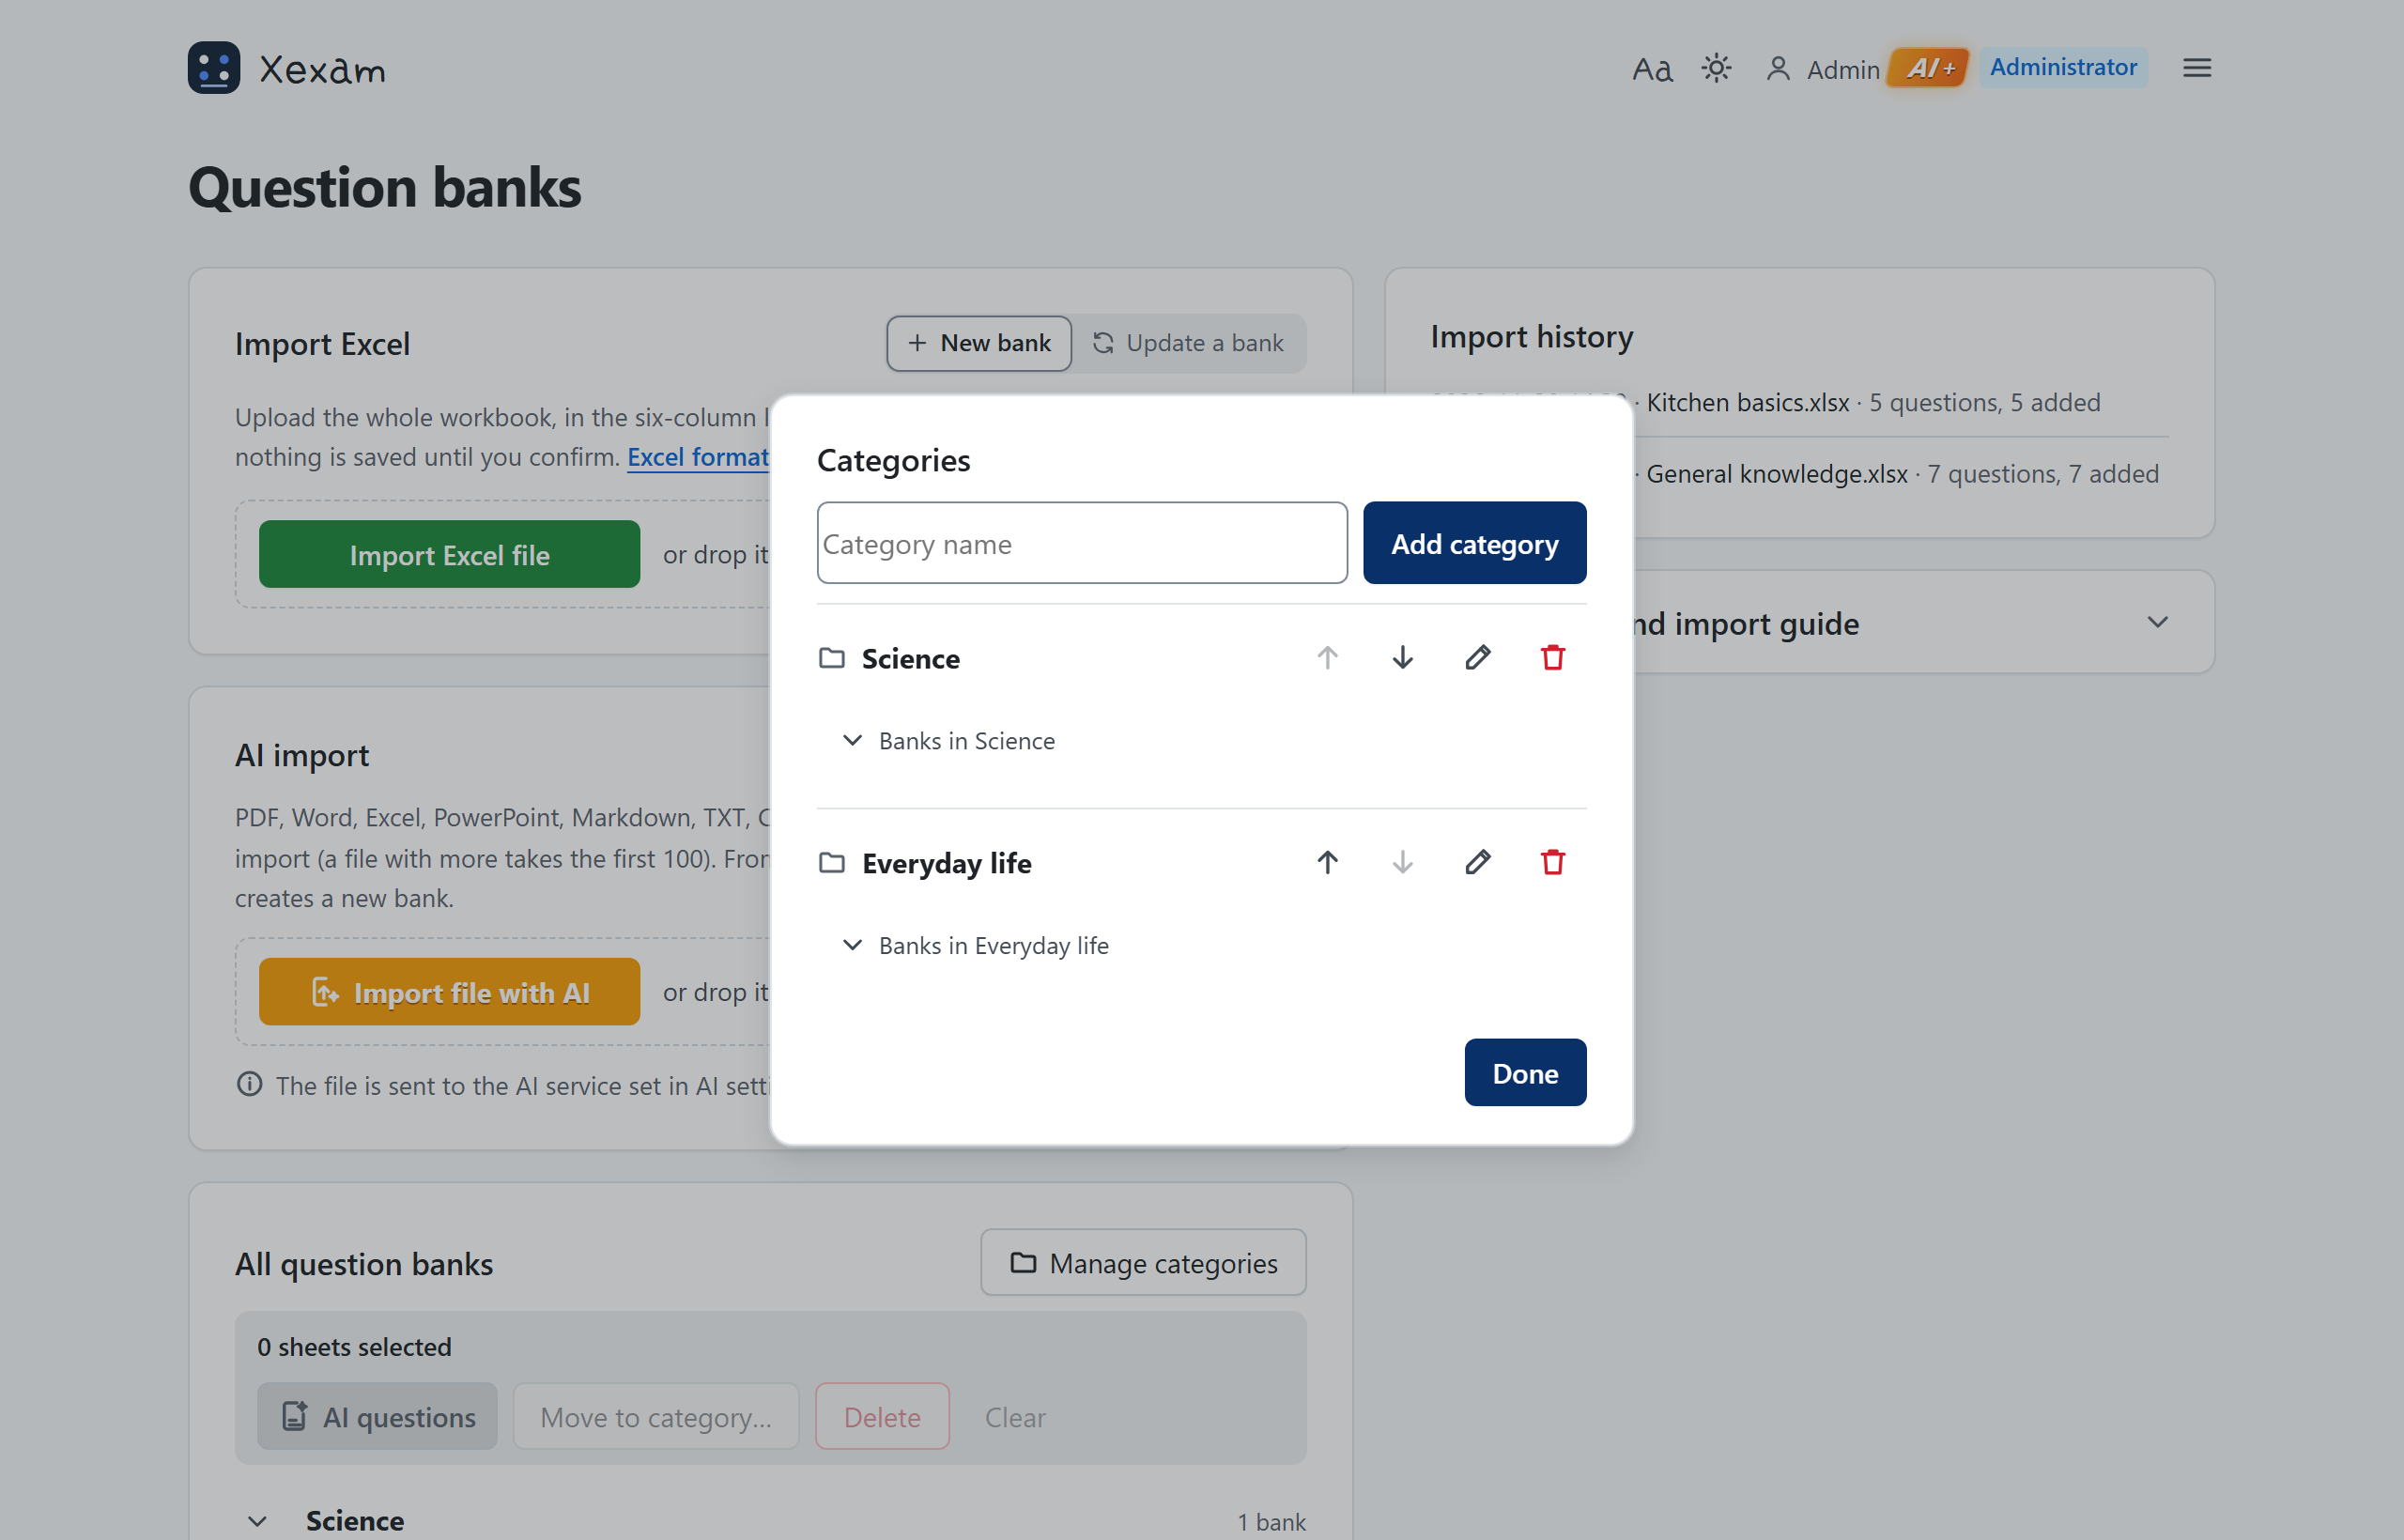 Xexam
Aa
Admin
AI+
Administrator
Question banks
Import Excel
New bank
Update a bank
Upload the whole workbook, in the six-column
nothing is saved until you confirm. Excel format
Import Excel file
or drop it
Import history
· Kitchen basics.xlsx · 5 questions, 5 added
· General knowledge.xlsx · 7 questions, 7 added
import guide
Categories
Category name
Add category
Science
Banks in Science
Everyday life
Banks in Everyday life
Done
AI import
PDF, Word, Excel, PowerPoint, Markdown, TXT,
import (a file with more takes the first 100).
creates a new bank.
Import file with AI
or drop it
The file is sent to the AI service set in AI
All question banks
Manage categories
0 sheets selected
AI questions
Move to category...
Delete
Clear
Science
1 bank